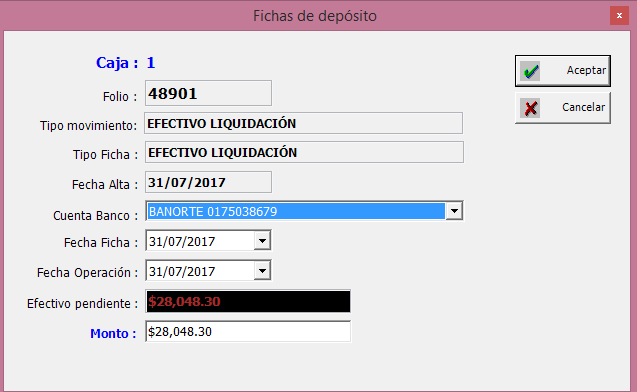 Fichas de depósito
x
Caja : 1
Aceptar
Folio : 48901
Cancelar
Tipo movimiento: EFECTIVO LIQUIDACIÓN
Tipo Ficha : EFECTIVO LIQUIDACIÓN
Fecha Alta : 31/07/2017
Cuenta Banco : BANORTE 0175038679
Fecha Ficha : 31/07/2017
Fecha Operación : 31/07/2017
Efectivo pendiente : $28,048.30
Monto : $28,048.30